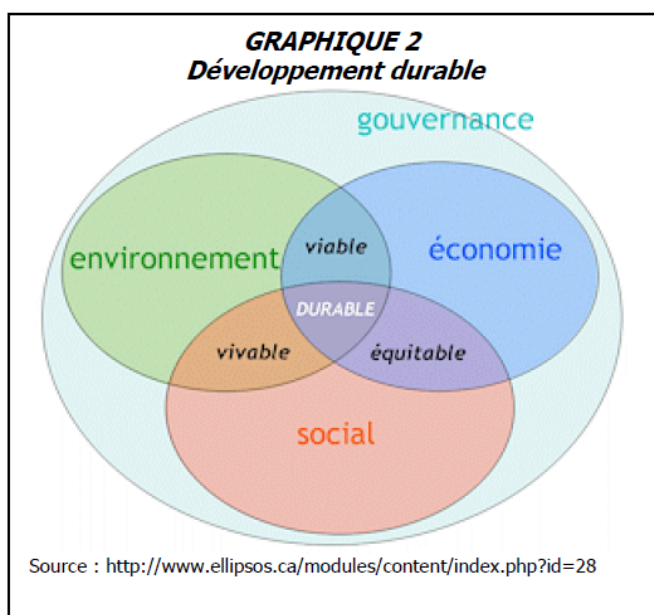 GRAPHIQUE 2
Développement durable
gouvernance
environnement
viable
économie
DURABLE
vivable
équitable
social
Source : http://www.ellipsos.ca/modules/content/index.php?id=28